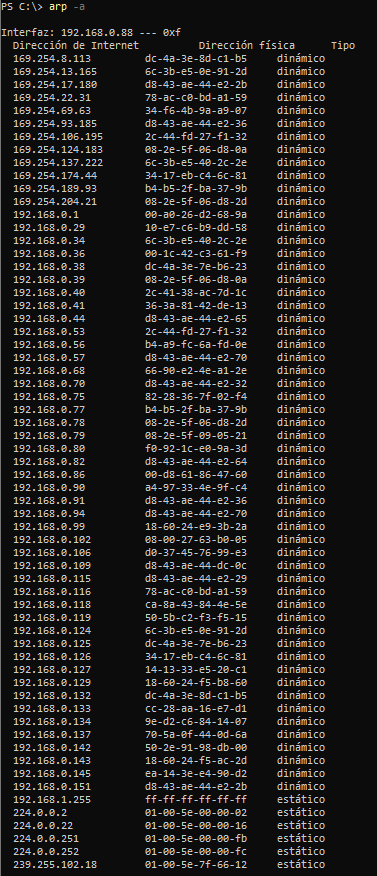 PS C:\> arp -a
Interfaz: 192.168.0.88 --- 0xf
Dirección de Internet Dirección física Tipo
169.254.8.113 dc-4a-3e-8d-c1-b5 dinámico
169.254.13.165 6c-3b-e5-0e-91-2d dinámico
169.254.17.180 d8-43-ae-44-e2-2b dinámico
169.254.22.31 78-ac-c0-bd-a1-59 dinámico
169.254.69.63 34-f6-4b-9a-a9-07 dinámico
169.254.93.185 d8-43-ae-44-e2-36 dinámico
169.254.106.195 2c-44-fd-27-f1-32 dinámico
169.254.124.183 08-2e-5f-06-d8-0a dinámico
169.254.137.222 6c-3b-e5-40-2c-2e dinámico
169.254.174.44 34-17-eb-c4-6c-81 dinámico
169.254.189.93 b4-b5-2f-ba-37-9b dinámico
169.254.204.21 08-2e-5f-06-d8-2d dinámico
192.168.0.1 00-a0-26-d2-68-9a dinámico
192.168.0.29 10-e7-c6-b9-dd-58 dinámico
192.168.0.34 6c-3b-e5-40-2c-2e dinámico
192.168.0.36 00-1c-42-c3-61-f9 dinámico
192.168.0.38 dc-4a-3e-7e-b6-23 dinámico
192.168.0.39 08-2e-5f-06-d8-0a dinámico
192.168.0.40 2c-41-38-ac-7d-1c dinámico
192.168.0.41 36-3a-81-42-de-13 dinámico
192.168.0.44 d8-43-ae-44-e2-65 dinámico
192.168.0.53 2c-44-fd-27-f1-32 dinámico
192.168.0.56 b4-a9-fc-6a-fd-0e dinámico
192.168.0.57 d8-43-ae-44-e2-70 dinámico
192.168.0.68 66-90-e2-4e-a1-2e dinámico
192.168.0.70 d8-43-ae-44-e2-32 dinámico
192.168.0.75 82-28-36-7f-02-f4 dinámico
192.168.0.77 b4-b5-2f-ba-37-9b dinámico
192.168.0.78 08-2e-5f-06-d8-2d dinámico
192.168.0.79 08-2e-5f-09-05-21 dinámico
192.168.0.80 f0-92-1c-e0-9a-3d dinámico
192.168.0.82 d8-43-ae-44-e2-64 dinámico
192.168.0.86 00-d8-61-86-47-60 dinámico
192.168.0.90 a4-97-33-4e-9f-c4 dinámico
192.168.0.91 d8-43-ae-44-e2-36 dinámico
192.168.0.94 d8-43-ae-44-e2-70 dinámico
192.168.0.99 18-60-24-e9-3b-2a dinámico
192.168.0.102 08-00-27-63-b0-05 dinámico
192.168.0.106 d0-37-45-76-99-e3 dinámico
192.168.0.109 d8-43-ae-44-dc-0c dinámico
192.168.0.115 d8-43-ae-44-e2-29 dinámico
192.168.0.116 78-ac-c0-bd-a1-59 dinámico
192.168.0.118 ca-8a-43-84-4e-5e dinámico
192.168.0.119 50-5b-c2-f3-f5-15 dinámico
192.168.0.124 6c-3b-e5-0e-91-2d dinámico
192.168.0.125 dc-4a-3e-7e-b6-23 dinámico
192.168.0.126 34-17-eb-c4-6c-81 dinámico
192.168.0.127 14-13-33-e5-20-c1 dinámico
192.168.0.129 18-60-24-f5-b8-60 dinámico
192.168.0.132 dc-4a-3e-8d-c1-b5 dinámico
192.168.0.133 cc-28-aa-16-e7-d1 dinámico
192.168.0.134 9e-d2-c6-84-14-07 dinámico
192.168.0.137 70-5a-0f-44-0d-6a dinámico
192.168.0.142 50-2e-91-98-db-00 dinámico
192.168.0.143 18-60-24-f5-ac-2d dinámico
192.168.0.145 ea-14-3e-e4-90-d2 dinámico
192.168.0.151 d8-43-ae-44-e2-2b dinámico
192.168.1.255 ff-ff-ff-ff-ff-ff estático
224.0.0.2 01-00-5e-00-00-02 estático
224.0.0.22 01-00-5e-00-00-16 estático
224.0.0.251 01-00-5e-00-00-fb estático
224.0.0.252 01-00-5e-00-00-fc estático
239.255.102.18 01-00-5e-7f-66-12 estático